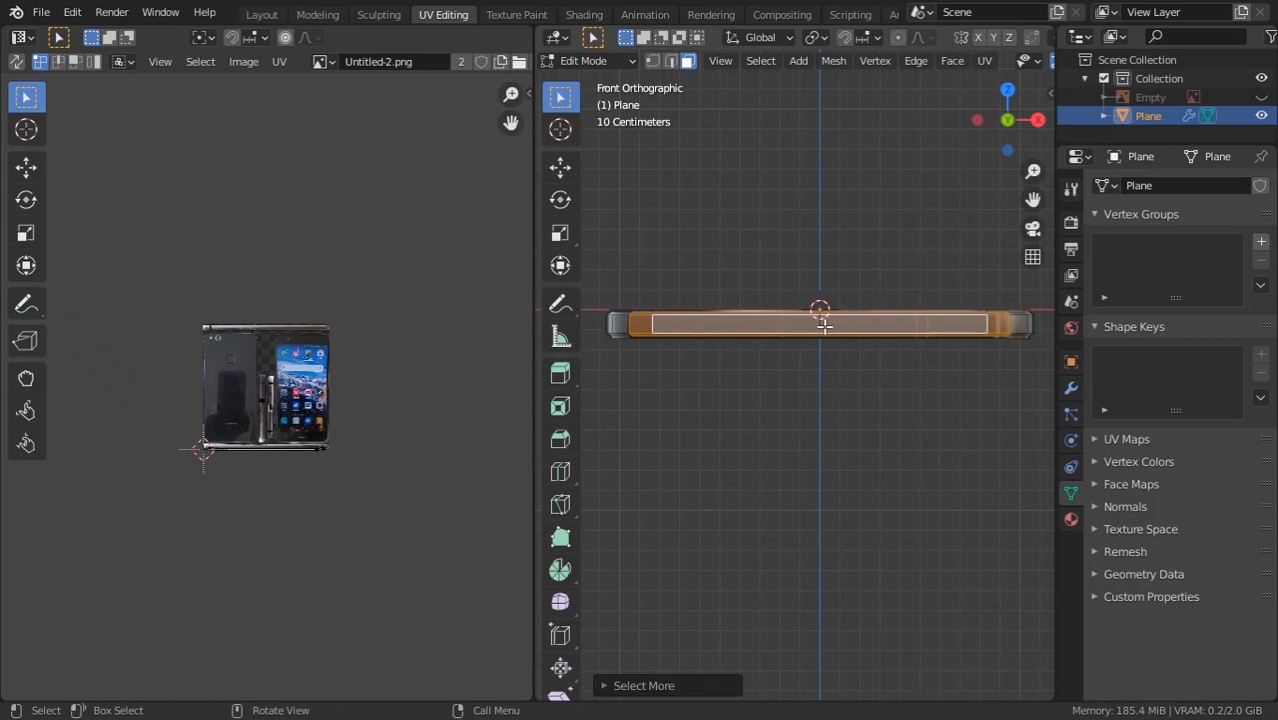 File Edit Render Window Help Layout Modeling Sculpting UV Editing Texture Paint Shading Animation Rendering Compositing Scripting Scene View Layer
Global
View Select Image UV Untitled-2.png 2
Edit Mode View Select Add Mesh Vertex Edge Face UV
Front Orthographic
(1) Plane
10 Centimeters
Z
X
Y
Scene Collection
Collection
Empty
Plane
Plane Plane
Plane
Vertex Groups
Shape Keys
UV Maps
Vertex Colors
Face Maps
Normals
Texture Space
Remesh
Geometry Data
Custom Properties
Select More
Select Box Select Rotate View Call Menu Memory: 185.4 MiB | VRAM: 0.2/2.0 GiB